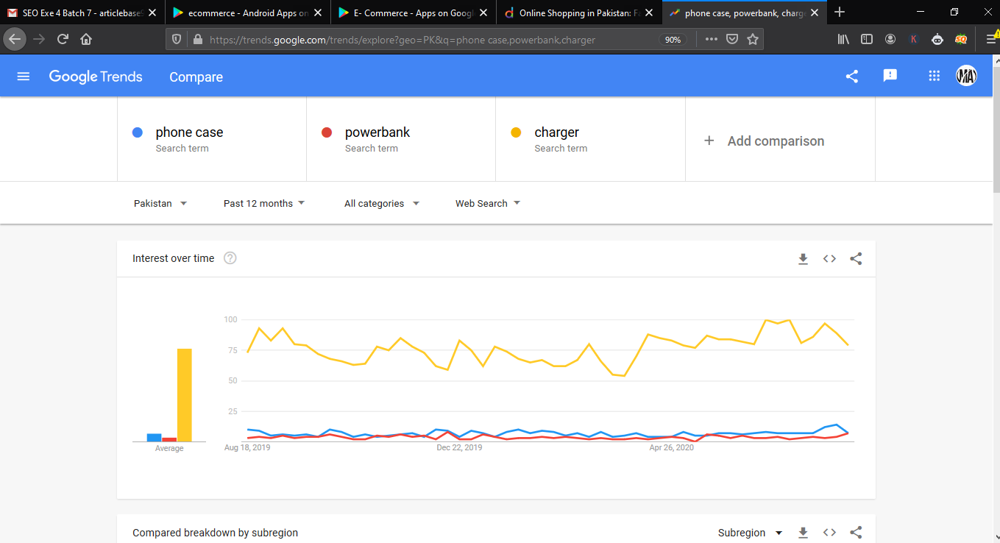 SEO Exe 4 Batch 7 - articlebase9
ecommerce - Android Apps on
E- Commerce - Apps on Googl
Online Shopping in Pakistan: Fa
phone case, powerbank, charge
https://trends.google.com/trends/explore?geo=PK&q=phone case,powerbank,charger
90%
Google Trends
Compare
MA
phone case
Search term
powerbank
Search term
charger
Search term
+ Add comparison
Pakistan
Past 12 months
All categories
Web Search
Interest over time
100
75
50
25
Average
Aug 18, 2019
Dec 22, 2019
Apr 26, 2020
Compared breakdown by subregion
Subregion